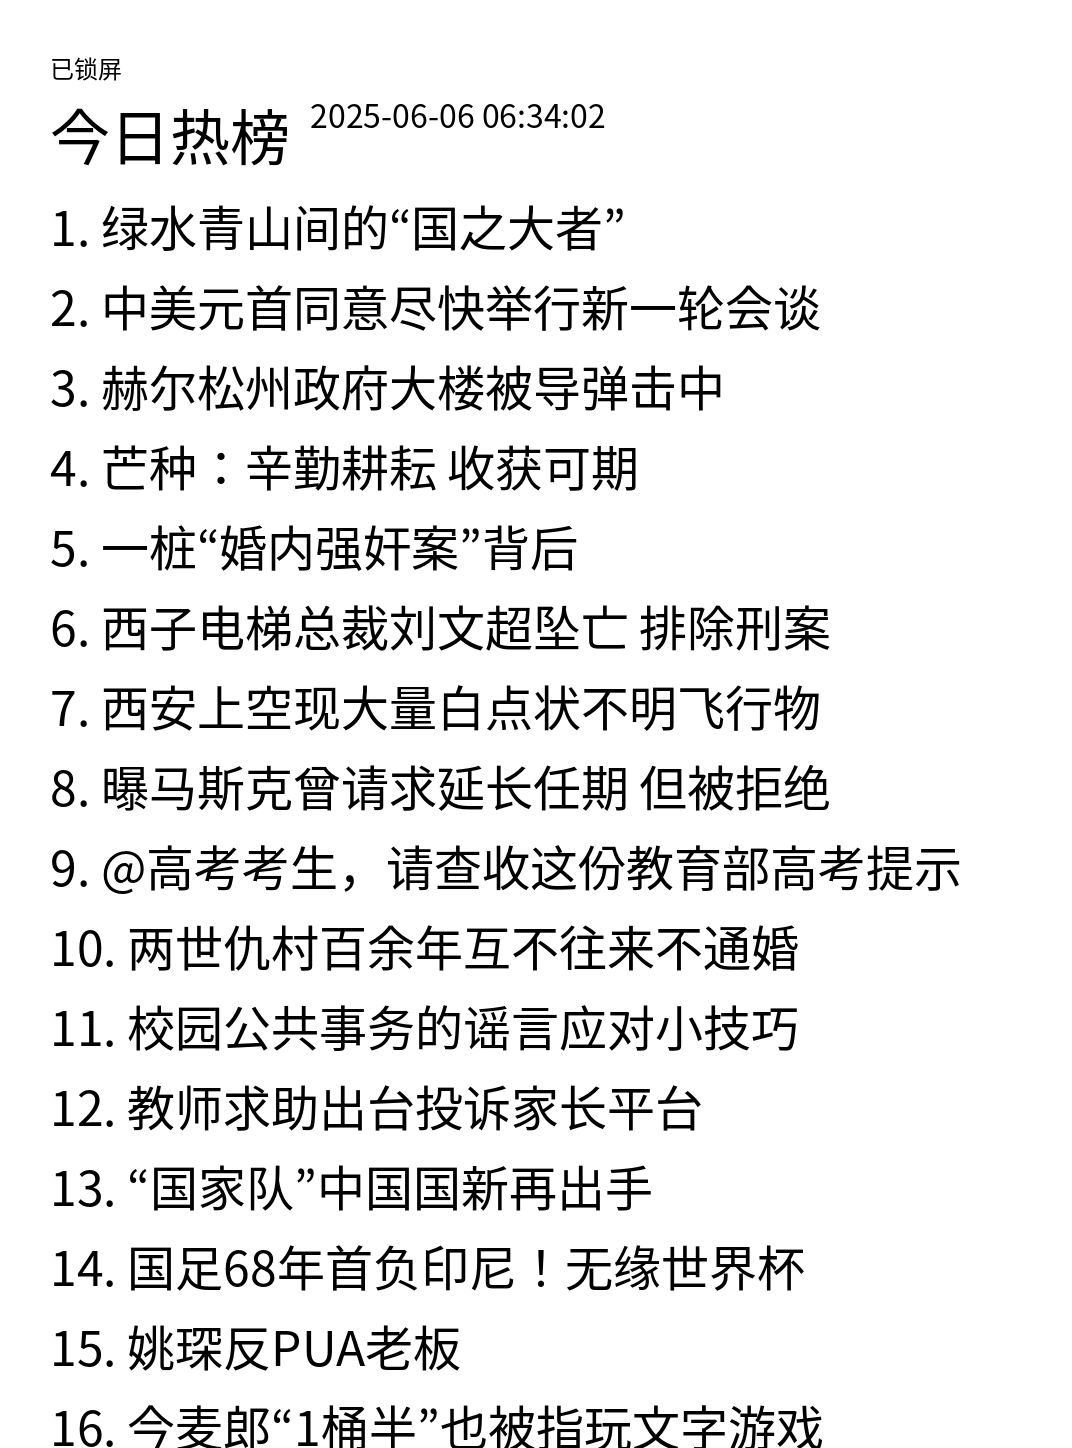 已锁屏
今日热榜 2025-06-06 06:34:02
1. 绿水青山间的“国之大者”
2. 中美元首同意尽快举行新一轮会谈
3. 赫尔松州政府大楼被导弹击中
4. 芒种：辛勤耕耘 收获可期
5. 一桩“婚内强奸案”背后
6. 西子电梯总裁刘文超坠亡 排除刑案
7. 西安上空现大量白点状不明飞行物
8. 曝马斯克曾请求延长任期 但被拒绝
9. @高考考生，请查收这份教育部高考提示
10. 两世仇村百余年互不往来不通婚
11. 校园公共事务的谣言应对小技巧
12. 教师求助出台投诉家长平台
13. “国家队”中国国新再出手
14. 国足68年首负印尼！无缘世界杯
15. 姚琛反PUA老板
16. 今麦郎“1桶半”也被指玩文字游戏